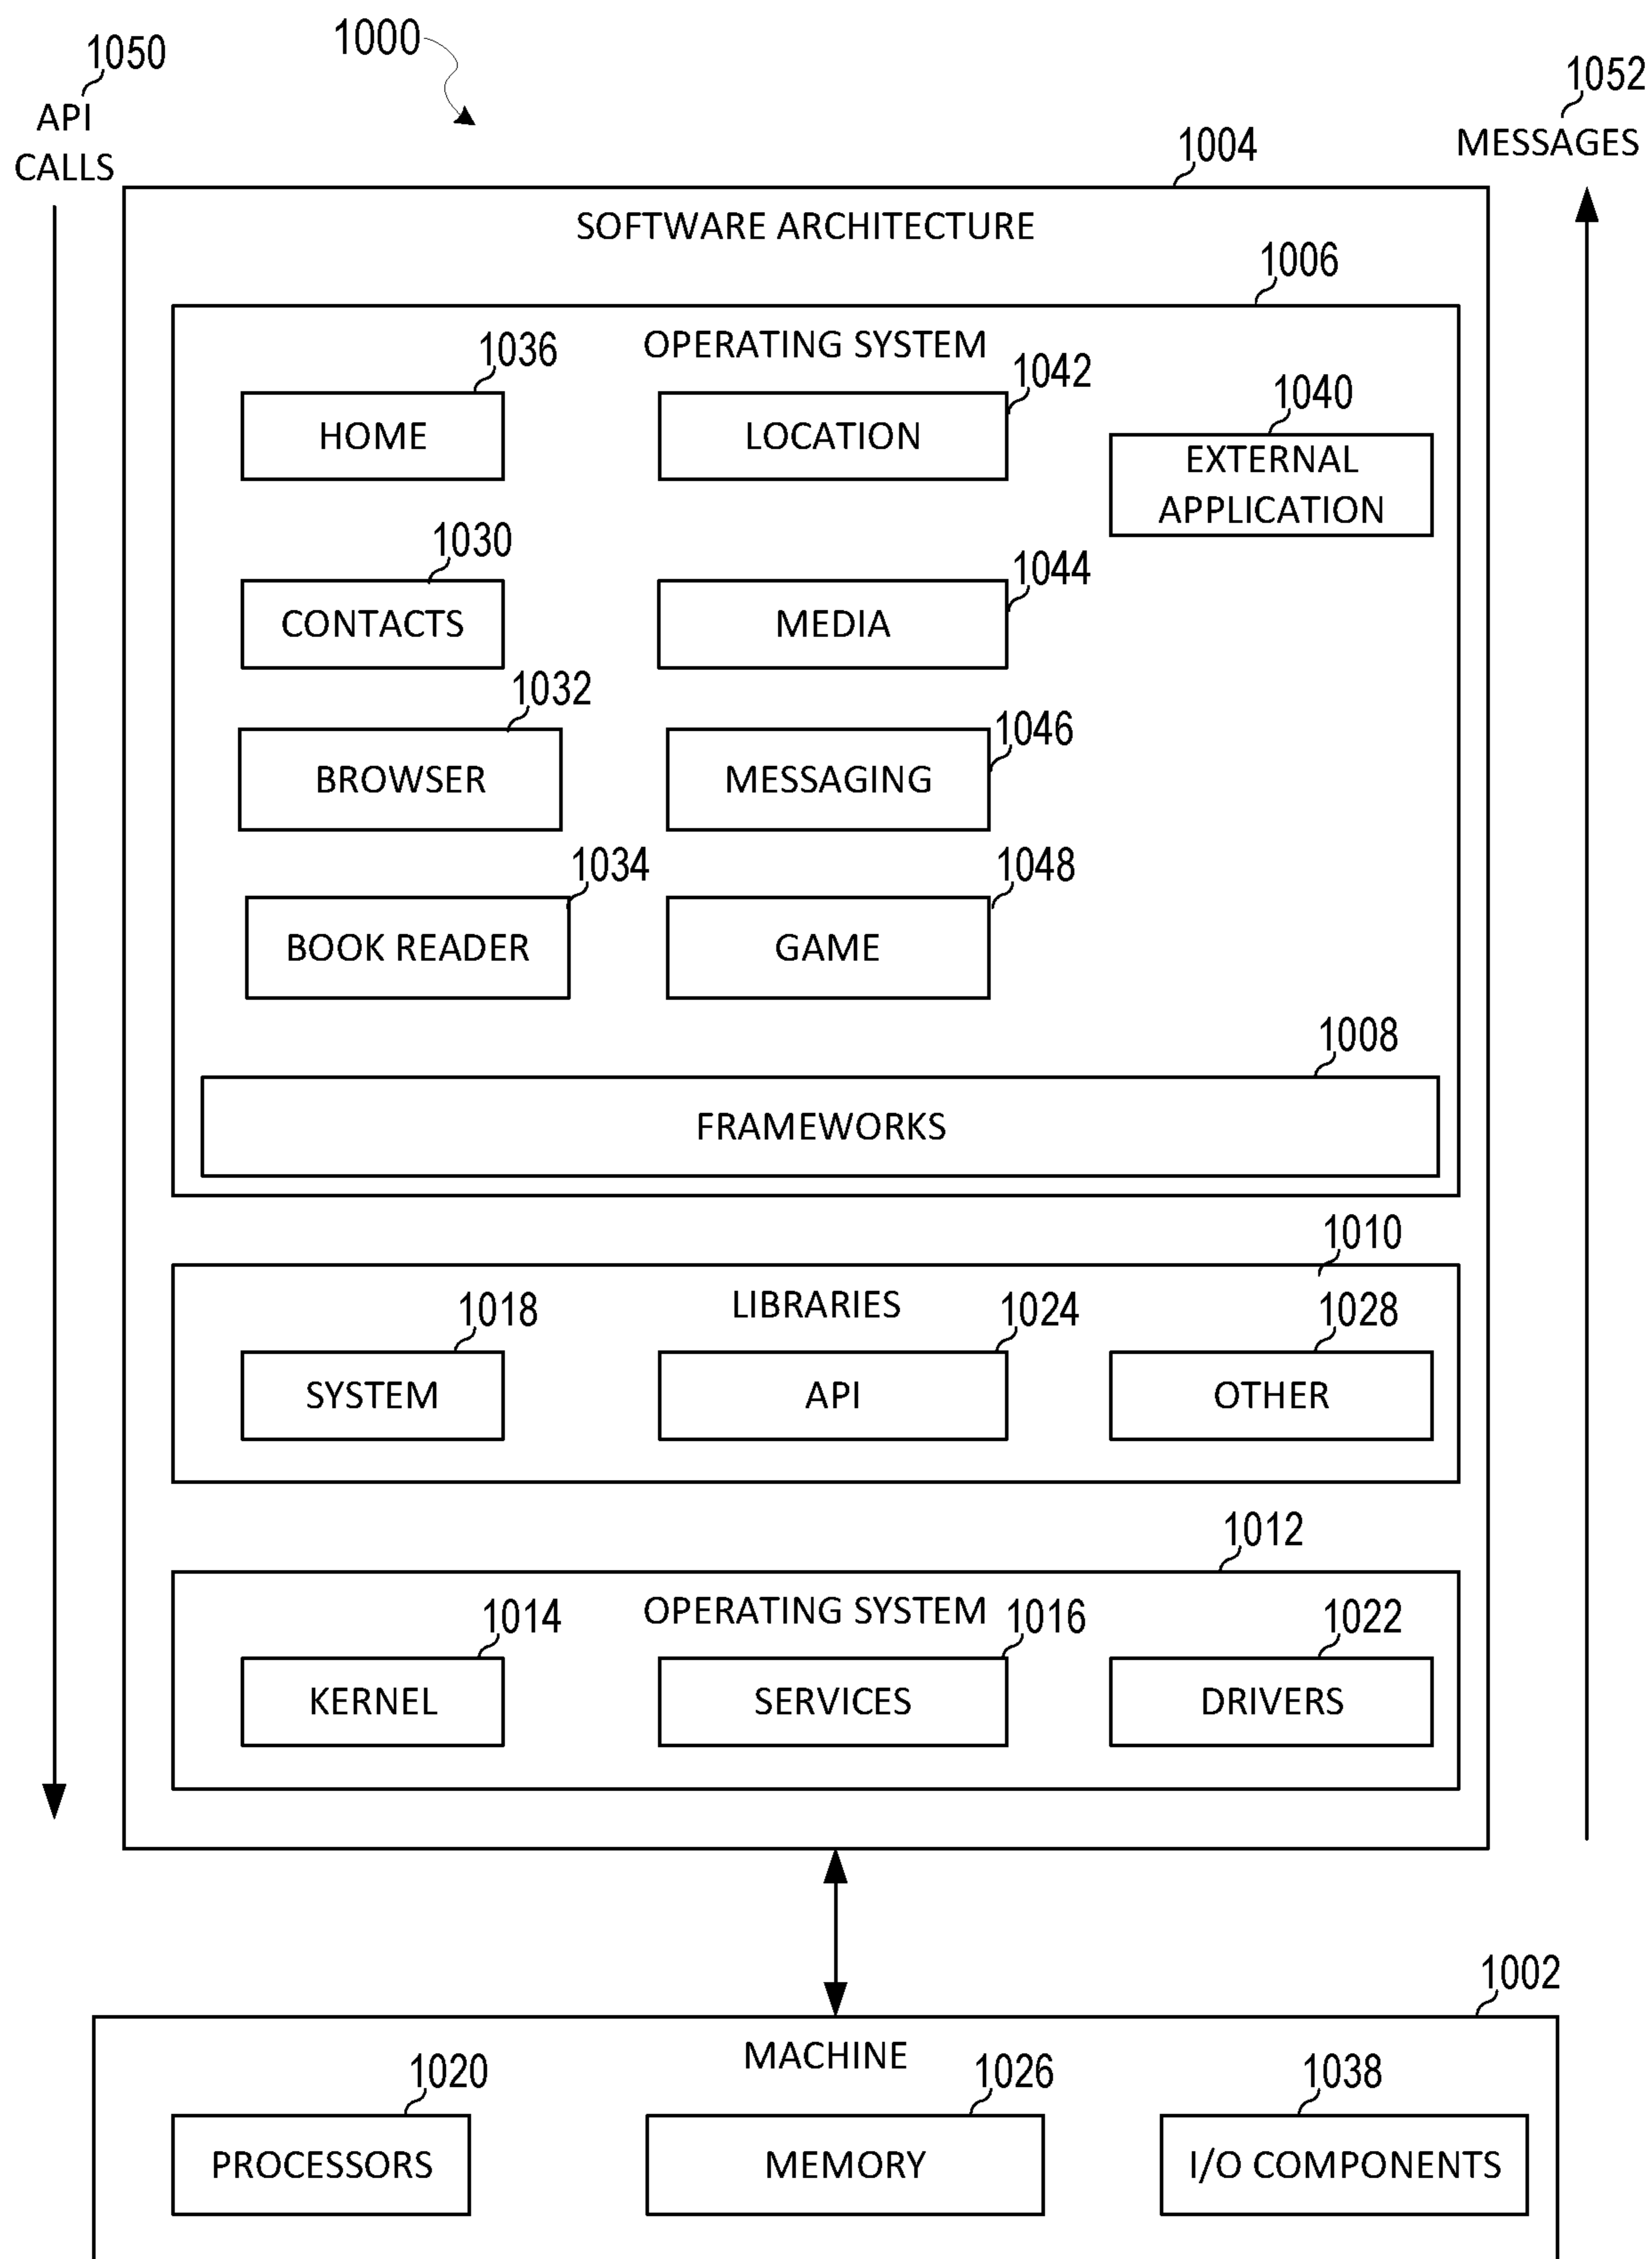 1050
1000
1052
API
CALLS
MESSAGES
1004
SOFTWARE ARCHITECTURE
1006
OPERATING SYSTEM
1036
1042
1040
HOME
LOCATION
EXTERNAL
APPLICATION
1030
1044
CONTACTS
MEDIA
1032
1046
BROWSER
MESSAGING
1034
1048
BOOK READER
GAME
1008
FRAMEWORKS
1010
LIBRARIES
1018
1024
1028
SYSTEM
API
OTHER
1012
OPERATING SYSTEM
1014
1016
1022
KERNEL
SERVICES
DRIVERS
1002
MACHINE
1020
1026
1038
PROCESSORS
MEMORY
I/O COMPONENTS